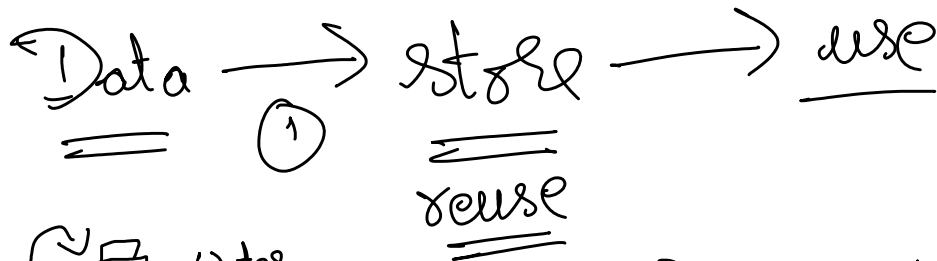 Data → store → use
①
reuse